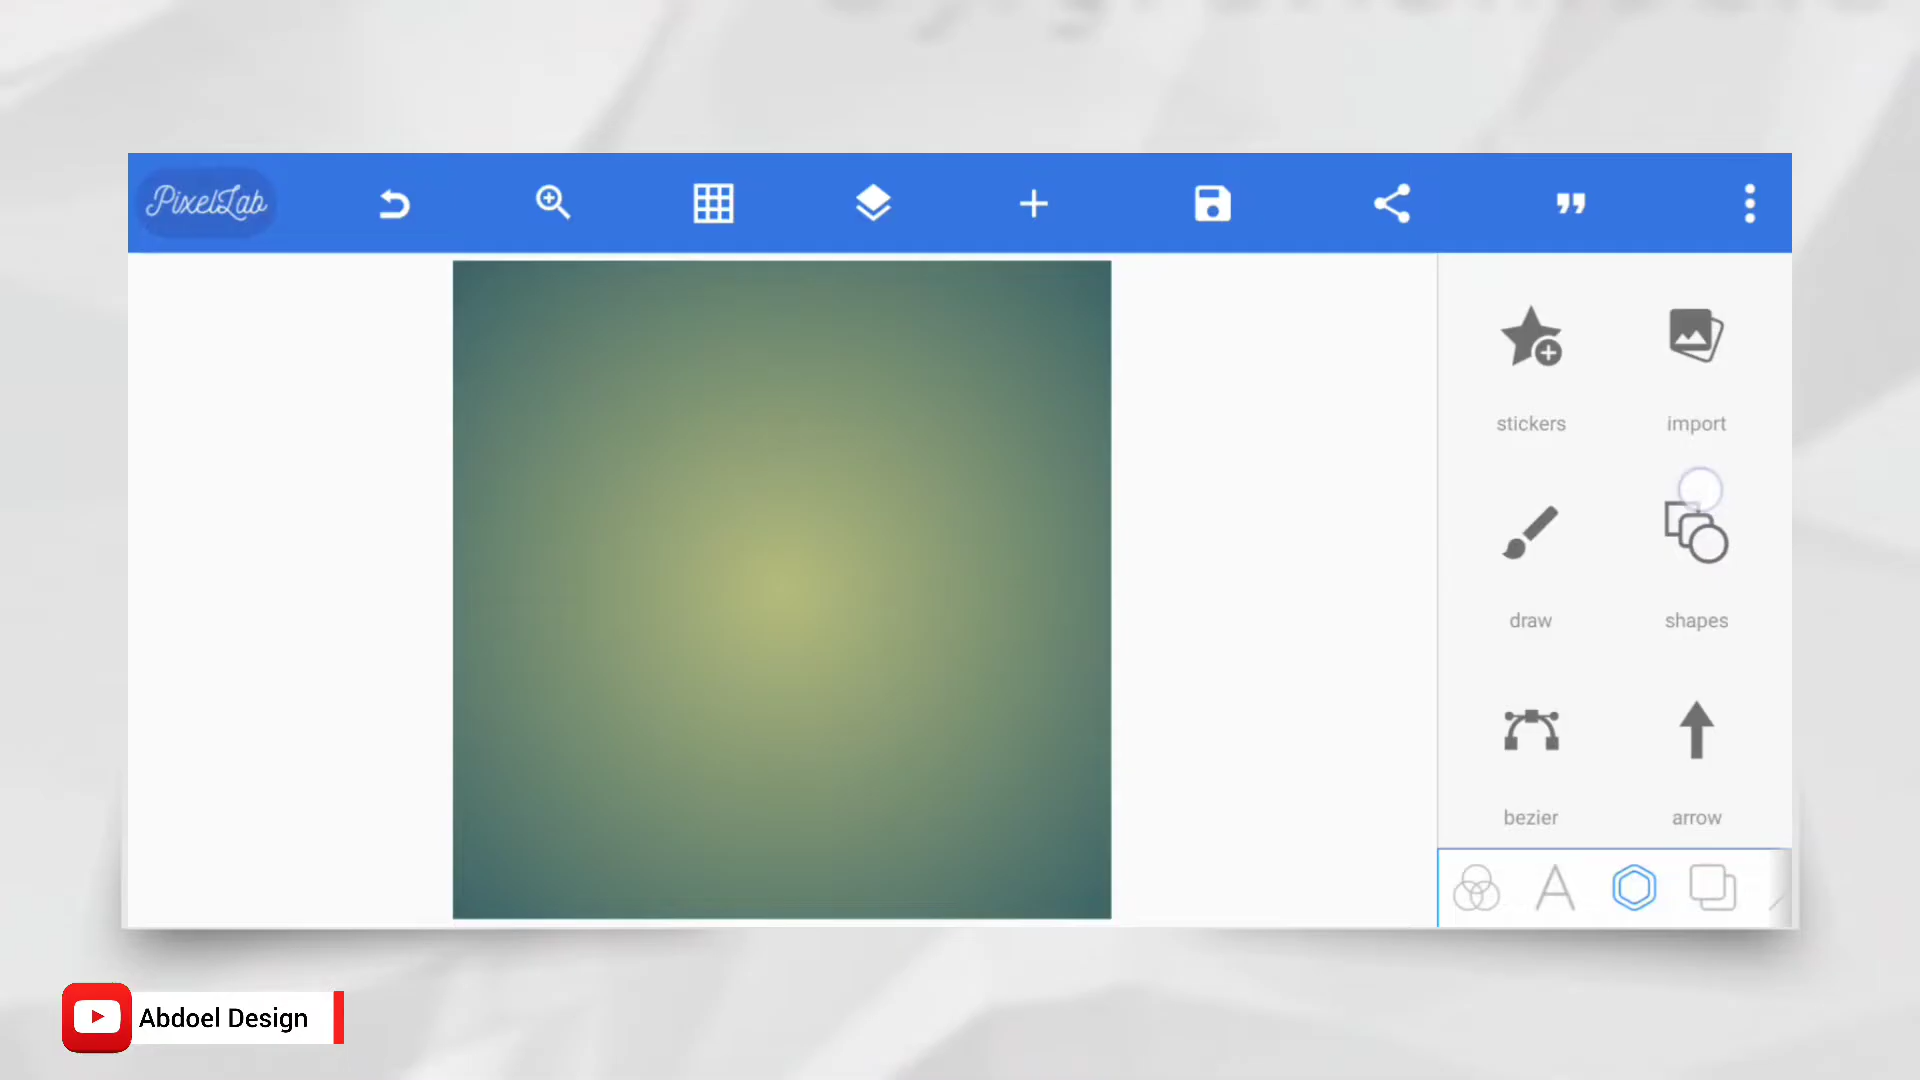 PixelLab
stickers
import
draw
shapes
bezier
arrow
Abdoel Design